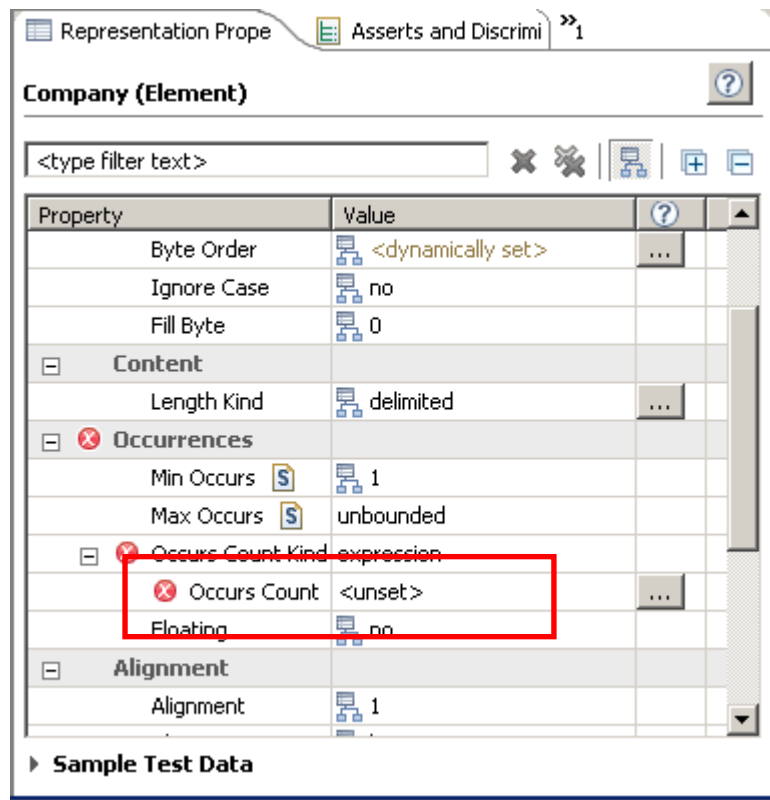 Representation Prope Asserts and Discrimi »1
Company (Element)
<type filter text>
Property Value
Byte Order <dynamically set> ...
Ignore Case no
Fill Byte 0
Content
Length Kind delimited ...
Occurrences
Min Occurs S 1
Max Occurs S unbounded
Occurs Count Kind expression
Occurs Count <unset> ...
Floating no
Alignment
Alignment 1
Sample Test Data